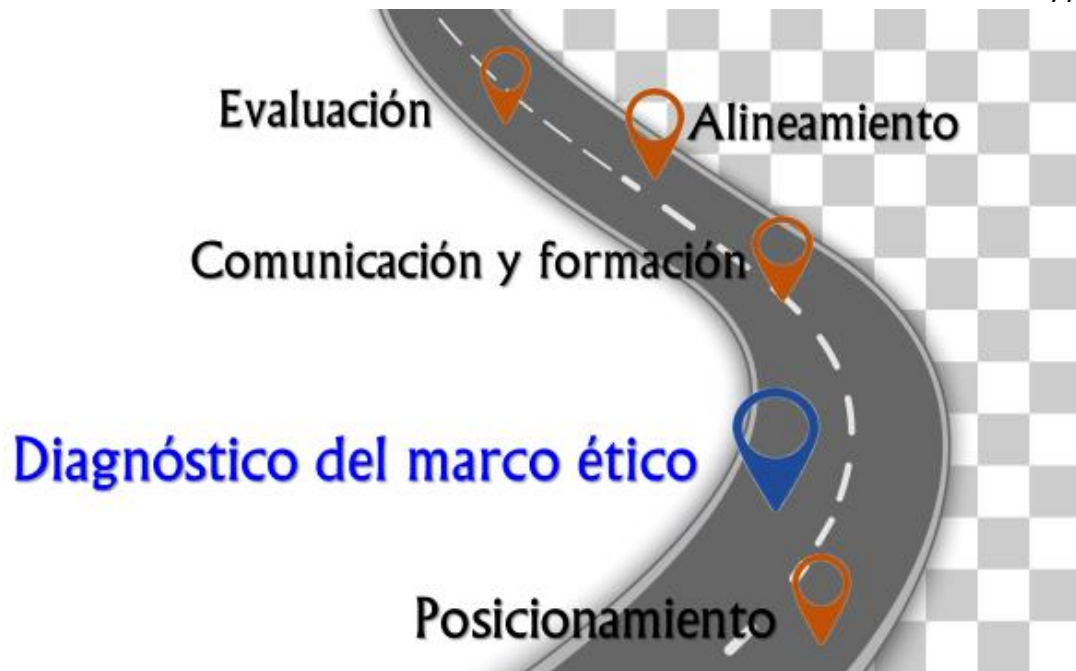 Evaluación
Alineamiento
Comunicación y formación
Diagnóstico del marco ético
Posicionamiento